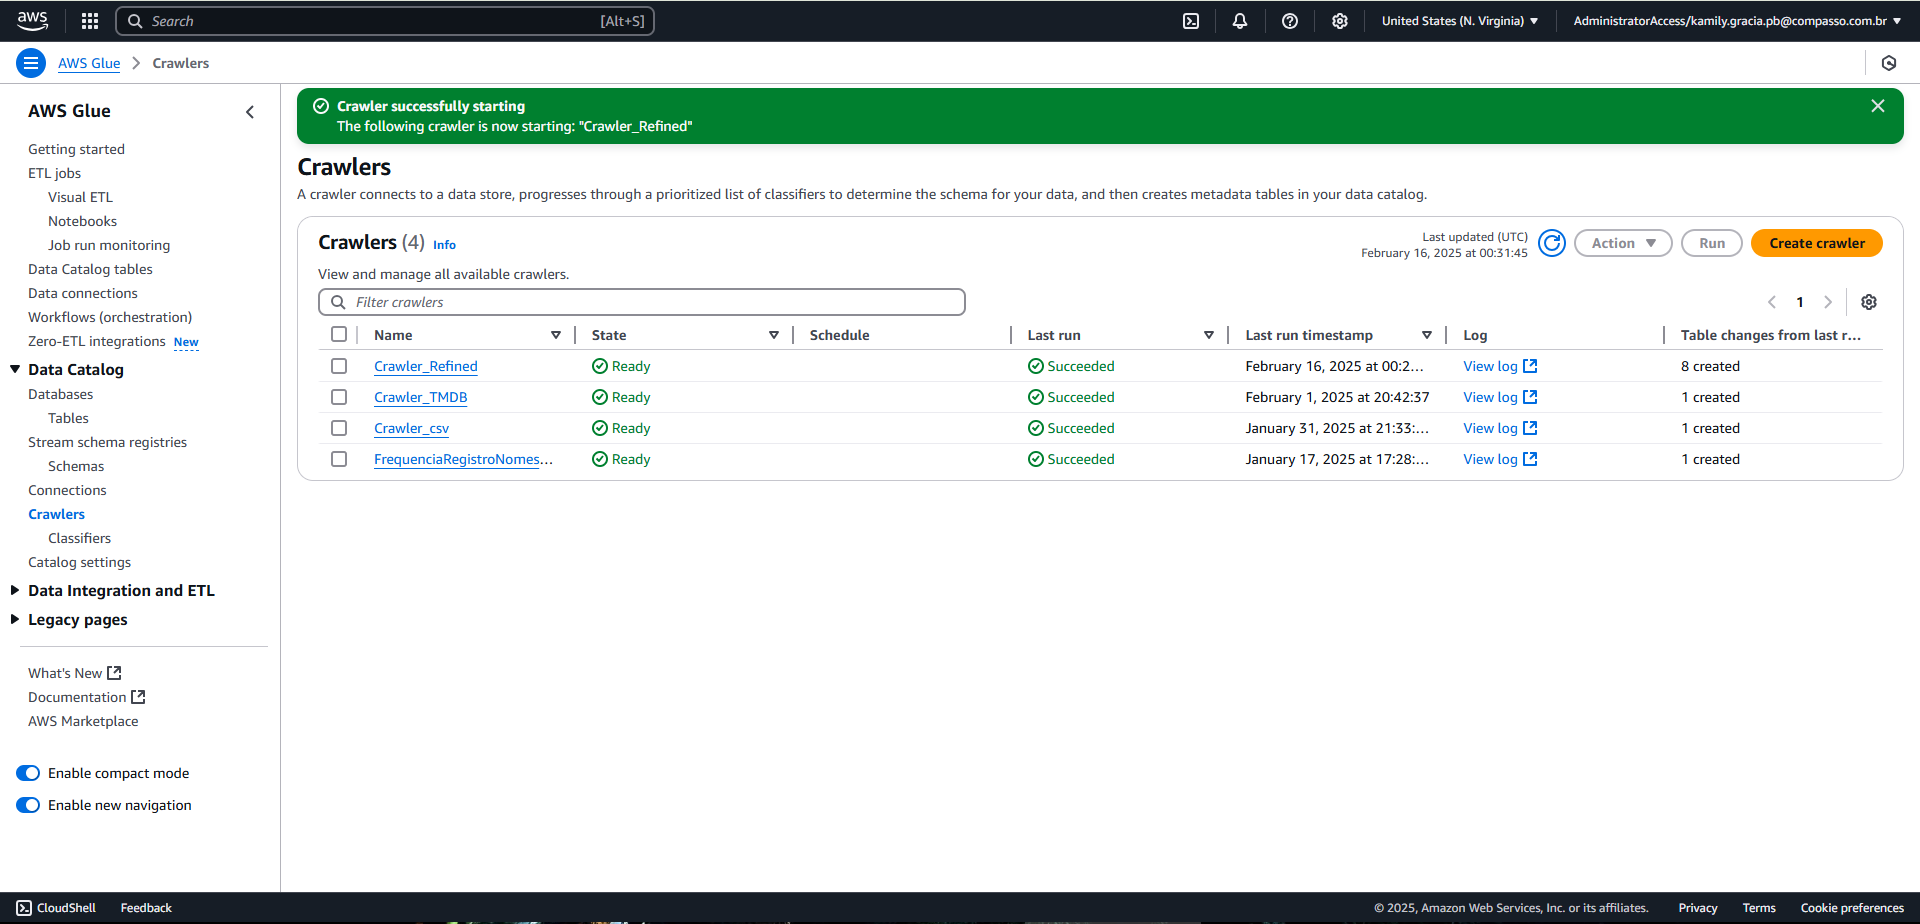 aws
Search
[Alt+S]
United States (N. Virginia)
AdministratorAccess/kamily.gracia.pb@compasso.com.br
AWS Glue
Crawlers
AWS Glue
Getting started
ETL jobs
Visual ETL
Notebooks
Job run monitoring
Data Catalog tables
Data connections
Workflows (orchestration)
Zero-ETL integrations New
Data Catalog
Databases
Tables
Stream schema registries
Schemas
Connections
Crawlers
Classifiers
Catalog settings
Data Integration and ETL
Legacy pages
What's New
Documentation
AWS Marketplace
Enable compact mode
Enable new navigation
Crawler successfully starting
The following crawler is now starting: "Crawler_Refined"
Crawlers
A crawler connects to a data store, progresses through a prioritized list of classifiers to determine the schema for your data, and then creates metadata tables in your data catalog.
Crawlers (4) Info
View and manage all available crawlers.
Last updated (UTC)
February 16, 2025 at 00:31:45
Action
Run
Create crawler
Filter crawlers
1
Name State Schedule Last run Last run timestamp Log Table changes from last r...
Crawler_Refined Ready Succeeded February 16, 2025 at 00:2... View log 8 created
Crawler_TMDB Ready Succeeded February 1, 2025 at 20:42:37 View log 1 created
Crawler_csv Ready Succeeded January 31, 2025 at 21:33:... View log 1 created
FrequenciaRegistroNomes... Ready Succeeded January 17, 2025 at 17:28:... View log 1 created
CloudShell
Feedback
© 2025, Amazon Web Services, Inc. or its affiliates.
Privacy
Terms
Cookie preferences